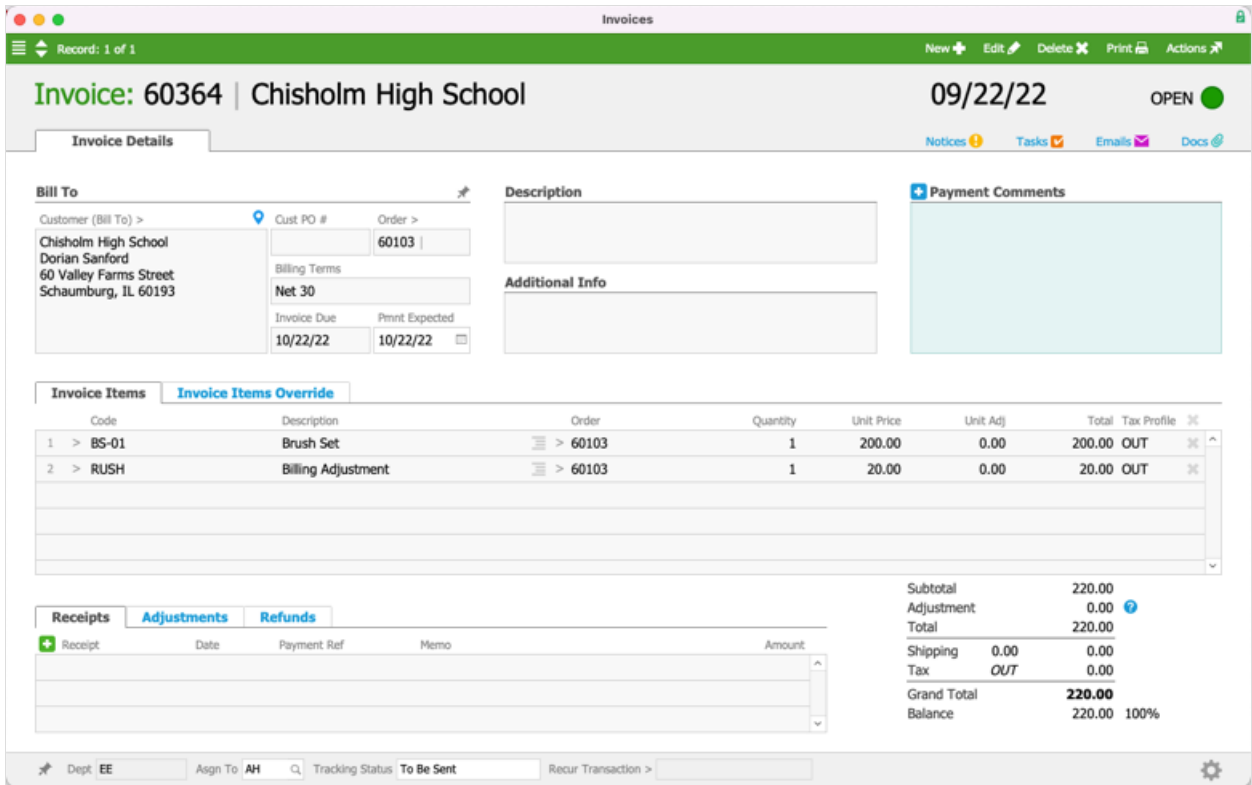 Invoices
Record: 1 of 1 New Edit Delete Print Actions
Invoice: 60364 | Chisholm High School 09/22/22 OPEN
Invoice Details Notices Tasks Emails Docs
Bill To Description Payment Comments
Customer (Bill To) > Cust PO # Order >
Chisholm High School 60103 |
Dorian Sanford
60 Valley Farms Street Billing Terms Additional Info
Schaumburg, IL 60193 Net 30
Invoice Due Pmnt Expected
10/22/22 10/22/22
Invoice Items Invoice Items Override
Code Description Order Quantity Unit Price Unit Adj Total Tax Profile
1 > BS-01 Brush Set > 60103 1 200.00 0.00 200.00 OUT
2 > RUSH Billing Adjustment > 60103 1 20.00 0.00 20.00 OUT
Subtotal 220.00
Receipts Adjustments Refunds Adjustment 0.00 ?
Total 220.00
Receipt Date Payment Ref Memo Amount
Shipping 0.00 0.00
Tax OUT 0.00
Grand Total 220.00
Balance 220.00 100%
Dept EE Asgn To AH Tracking Status To Be Sent Recur Transaction >